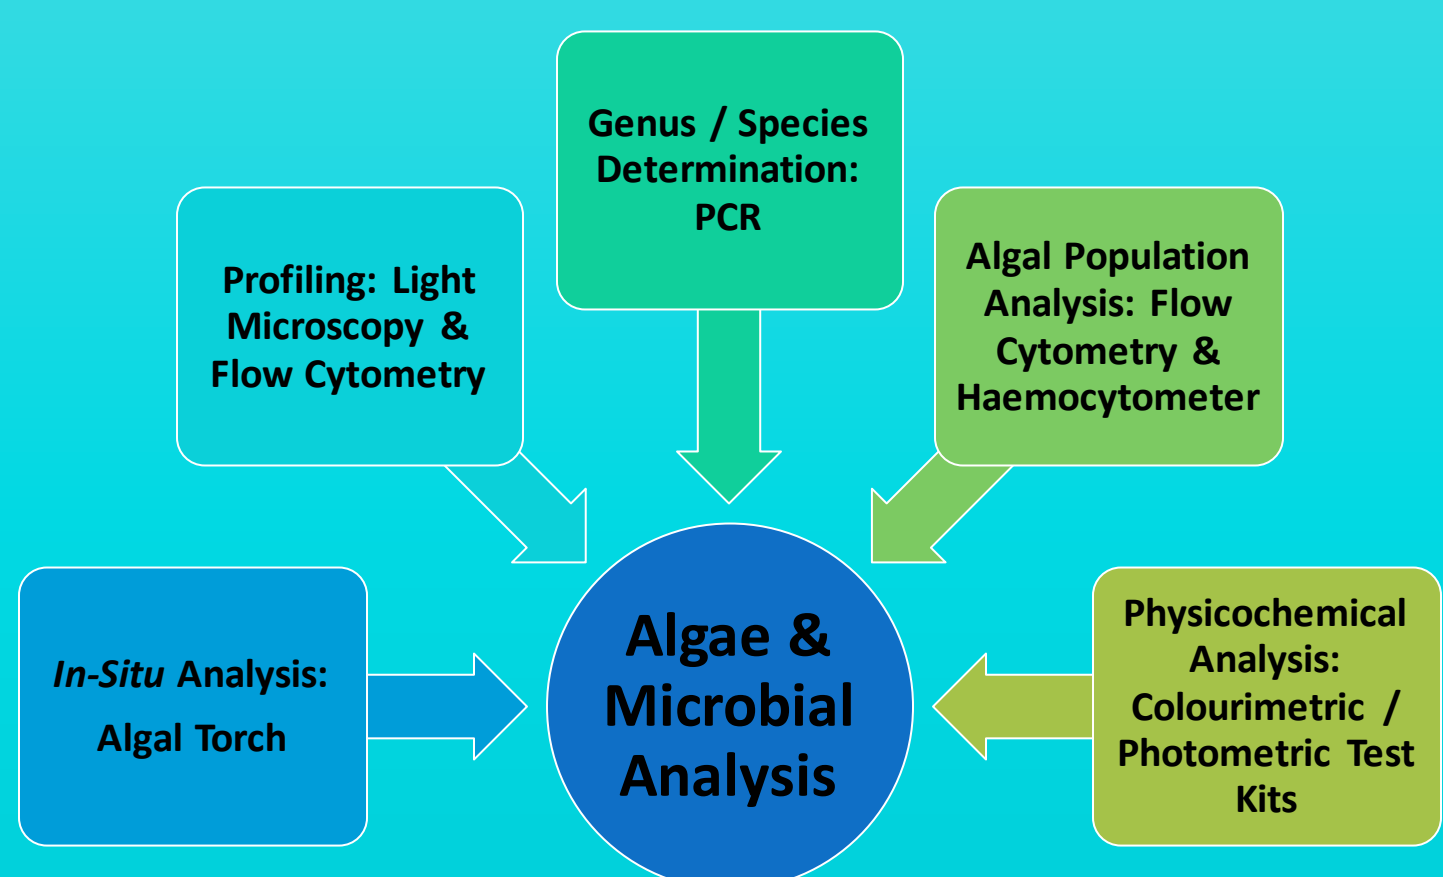 Genus / Species
Determination:
PCR
Profiling: Light
Microscopy &
Flow Cytometry
Algal Population
Analysis: Flow
Cytometry &
Haemocytometer
In-Situ Analysis:
Algal Torch
Algae &
Microbial
Analysis
Physicochemical
Analysis:
Colourimetric /
Photometric Test
Kits